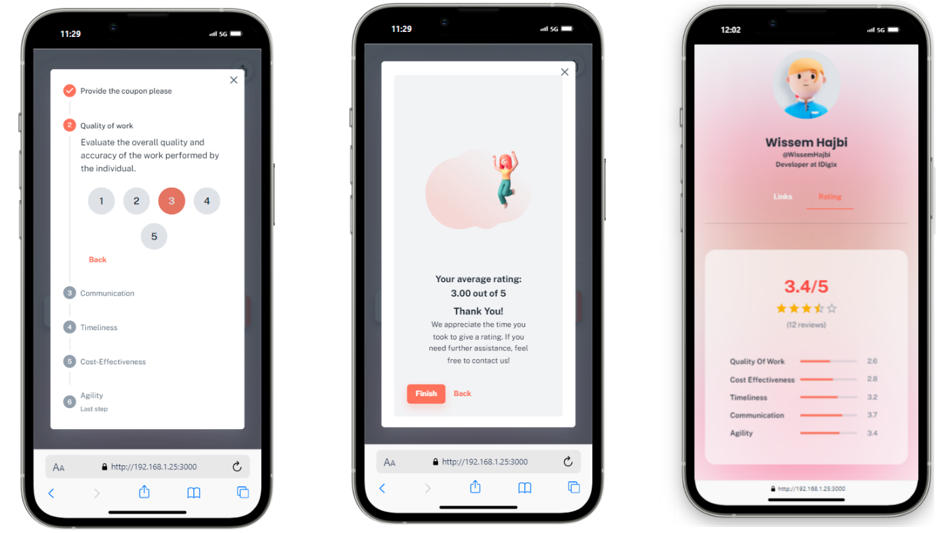 11:29
5G
Provide the coupon please
2
Quality of work
Evaluate the overall quality and
accuracy of the work performed by
the individual.
1 2 3 4
5
Back
3 Communication
4 Timeliness
5 Cost-Effectiveness
6 Agility
Last step
AA http://192.168.1.25:3000
11:29
5G
Your average rating:
3.00 out of 5
Thank You!
We appreciate the time you
took to give a rating. If you
need further assistance, feel
free to contact us!
Finish Back
AA http://192.168.1.25:3000
12:02
5G
Wissem Hajbi
@WissemHajbi
Developer at IDigix
Links Rating
3.4/5
(12 reviews)
Quality Of Work 2.6
Cost Effectiveness 2.8
Timeliness 3.2
Communication 3.7
Agility 3.4
http://192.168.1.25:3000